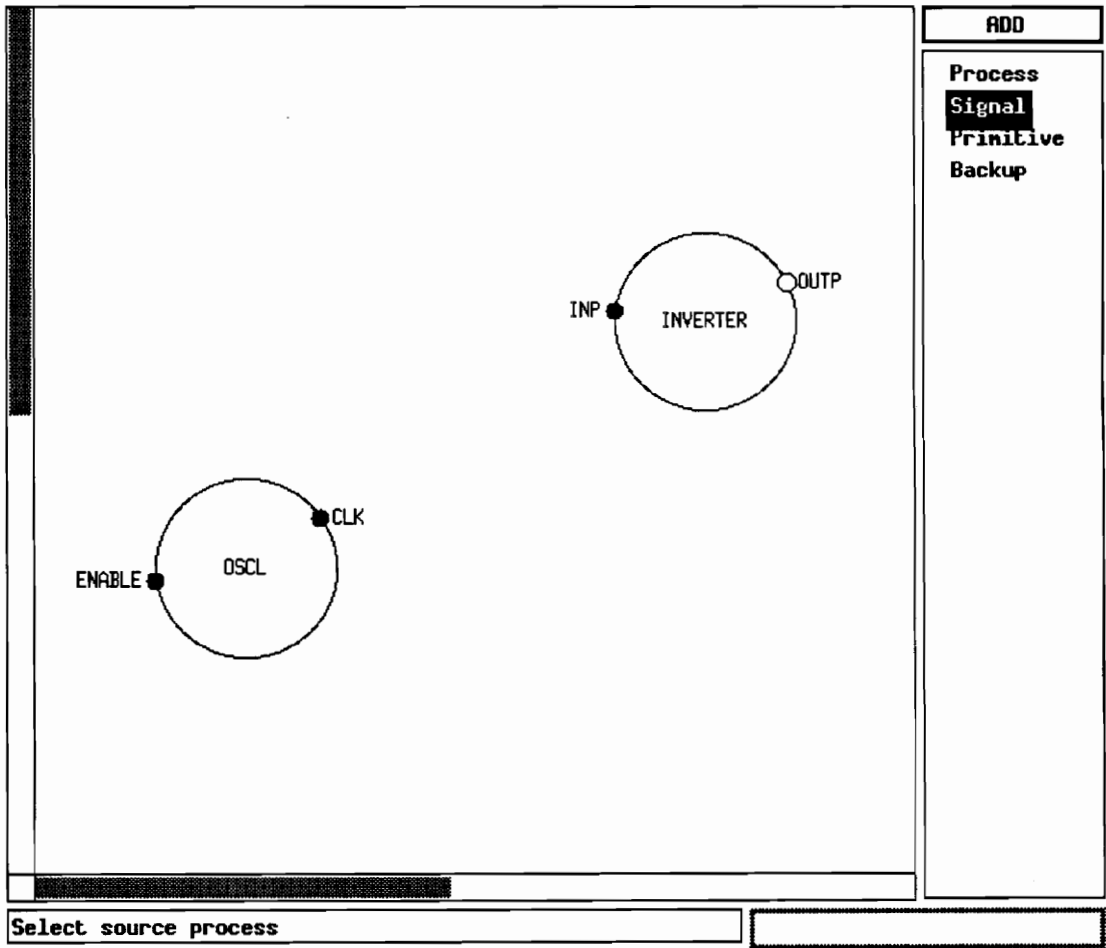 ADD
Process
Signal
Primitive
Backup
OUTP
INP
INVERTER
CLK
OSCL
ENABLE
Select source process